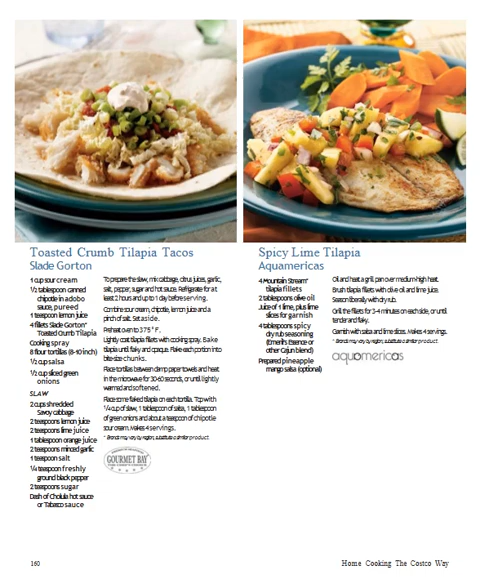 Toasted Crumb Tilapia Tacos
Slade Gorton
1 cup sour cream
½ tablespoon canned
chipotle in adobo
sauce, pureed
1 teaspoon lemon juice
4 fillets Slade Gorton*
Toasted Crumb Tilapia
Cooking spray
8 flour tortillas (8-10 inch)
½ cup salsa
½ cup sliced green
onions
SLAW
2 cups shredded
Savoy cabbage
2 teaspoons lemon juice
2 teaspoons lime juice
1 tablespoon orange juice
2 teaspoons minced garlic
1 teaspoon salt
¼ teaspoon freshly
ground black pepper
2 teaspoons sugar
Dash of Cholula hot sauce
or Tabasco sauce
To prepare the slaw, mix cabbage, citrus juices, garlic,
salt, pepper, sugar and hot sauce. Refrigerate for at
least 2 hours and up to 1 day before serving.
Combine sour cream, chipotle, lemon juice and a
pinch of salt. Set aside.
Preheat oven to 375°F.
Lightly coat tilapia fillets with cooking spray. Bake
tilapia until flaky and opaque. Flake each portion into
bite-size chunks.
Place tortillas between damp paper towels and heat
in the microwave for 30-60 seconds, or until lightly
warmed and softened.
Place some flaked tilapia on each tortilla. Top with
¼ cup of slaw, 1 tablespoon of salsa, 1 tablespoon
of green onions and about a teaspoon of chipotle
sour cream. Makes 4 servings.
* Brands may vary by region; substitute a similar product.
GOURMET BAY
Spicy Lime Tilapia
Aquamericas
4 Mountain Stream*
tilapia fillets
2 tablespoons olive oil
Juice of 1 lime, plus lime
slices for garnish
4 tablespoons spicy
dry rub seasoning
(Emeril's Essence or
other Cajun blend)
Prepared pineapple
mango salsa (optional)
Oil and heat a grill pan over medium-high heat.
Brush tilapia fillets with olive oil and lime juice.
Season liberally with dry rub.
Grill the fillets for 3-4 minutes on each side, or until
tender and flaky.
Garnish with salsa and lime slices. Makes 4 servings.
* Brands may vary by region; substitute a similar product.
aquamericas
160
Home Cooking The Costco Way